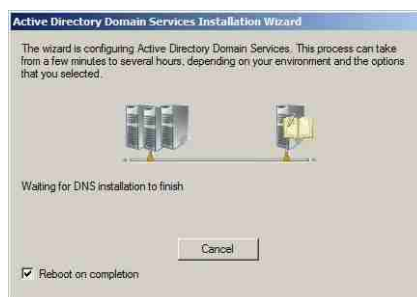 Active Directory Domain Services Installation Wizard
The wizard is configuring Active Directory Domain Services. This process can take
from a few minutes to several hours, depending on your environment and the options
that you selected.
Waiting for DNS installation to finish
Cancel
Reboot on completion